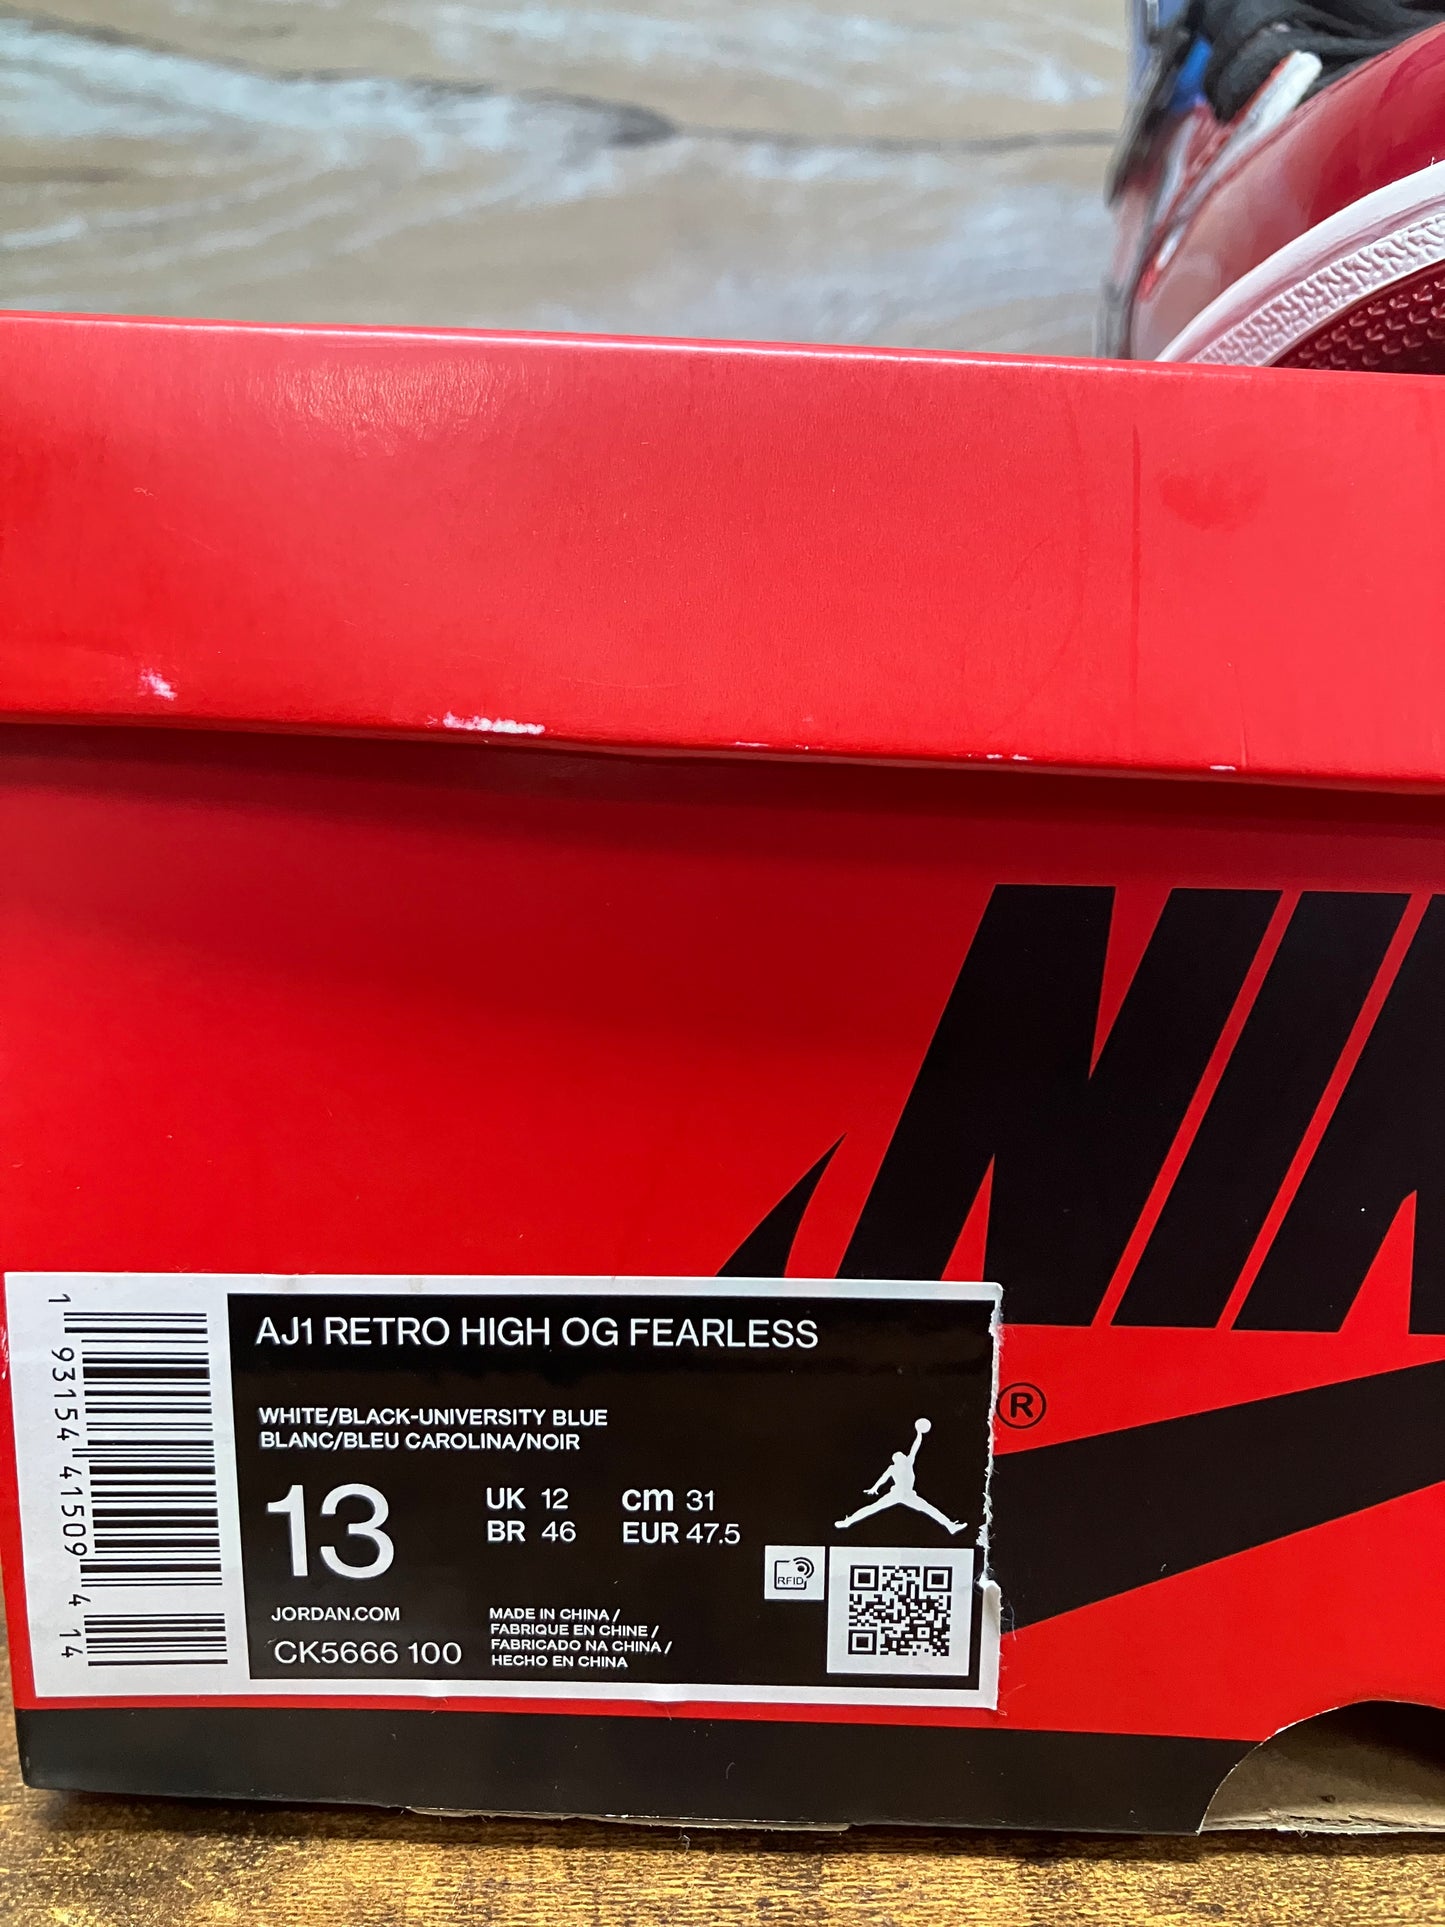 NIK
®
AJ1 RETRO HIGH OG FEARLESS
WHITE/BLACK-UNIVERSITY BLUE
BLANC/BLEU CAROLINA/NOIR
13
UK 12 cm 31
BR 46 EUR 47.5
RFID
JORDAN.COM
CK5666 100
MADE IN CHINA /
FABRIQUE EN CHINE /
FABRICADO NA CHINA /
HECHO EN CHINA
1 93154 41509 4 14